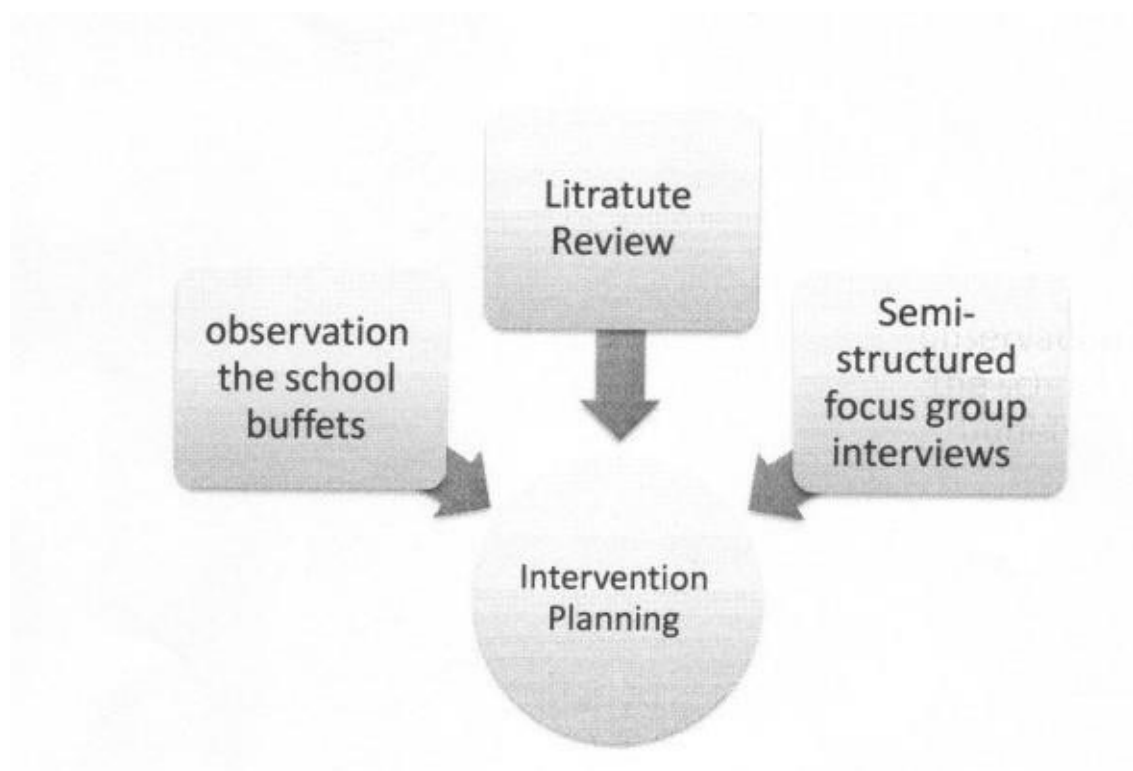 Litratute
Review
observation
the school
buffets
Semi-
structured
focus group
interviews
Intervention
Planning